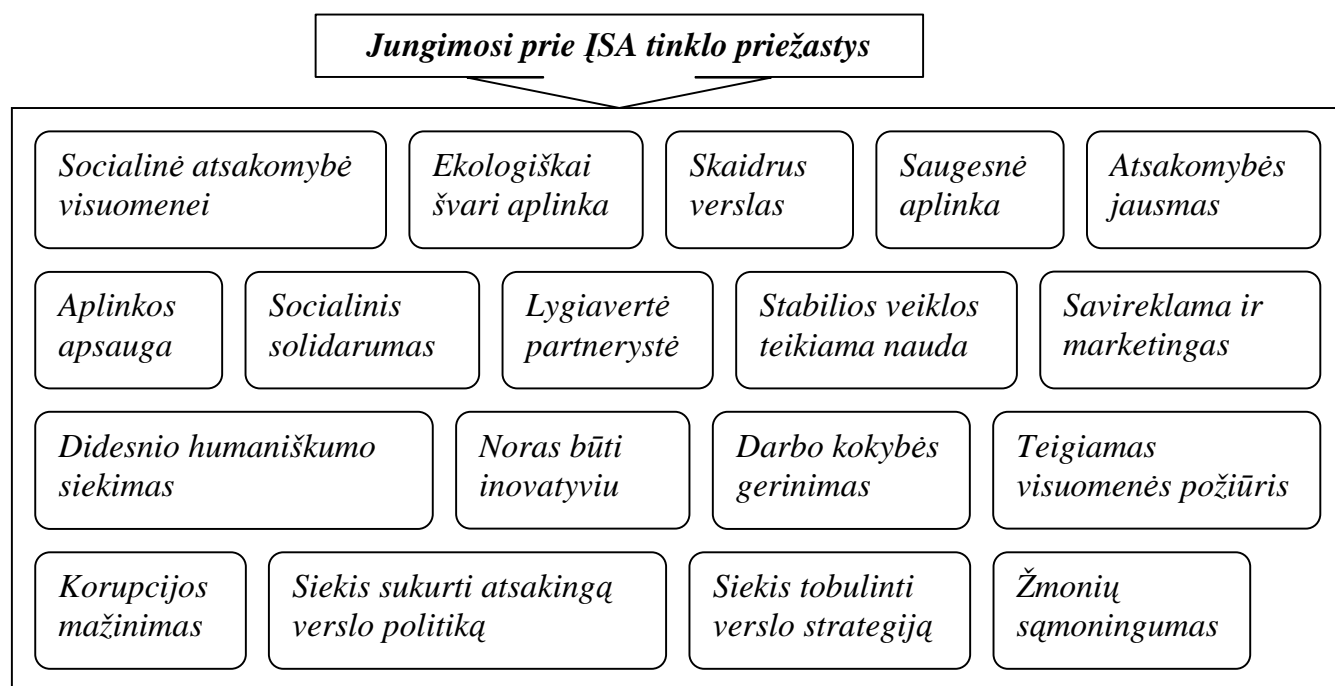 Jungimosi prie ĮSA tinklo priežastys
Socialinė atsakomybė
visuomenei
Ekologiškai
švari aplinka
Skaidrus
verslas
Saugesnė
aplinka
Atsakomybės
jausmas
Aplinkos
apsauga
Socialinis
solidarumas
Lygiavertė
partnerystė
Stabilios veiklos
teikiama nauda
Savireklama ir
marketingas
Didesnio humaniškumo
siekimas
Noras būti
inovatyviu
Darbo kokybės
gerinimas
Teigiamas
visuomenės požiūris
Korupcijos
mažinimas
Siekis sukurti atsakingą
verslo politiką
Siekis tobulinti
verslo strategiją
Žmonių
sąmoningumas